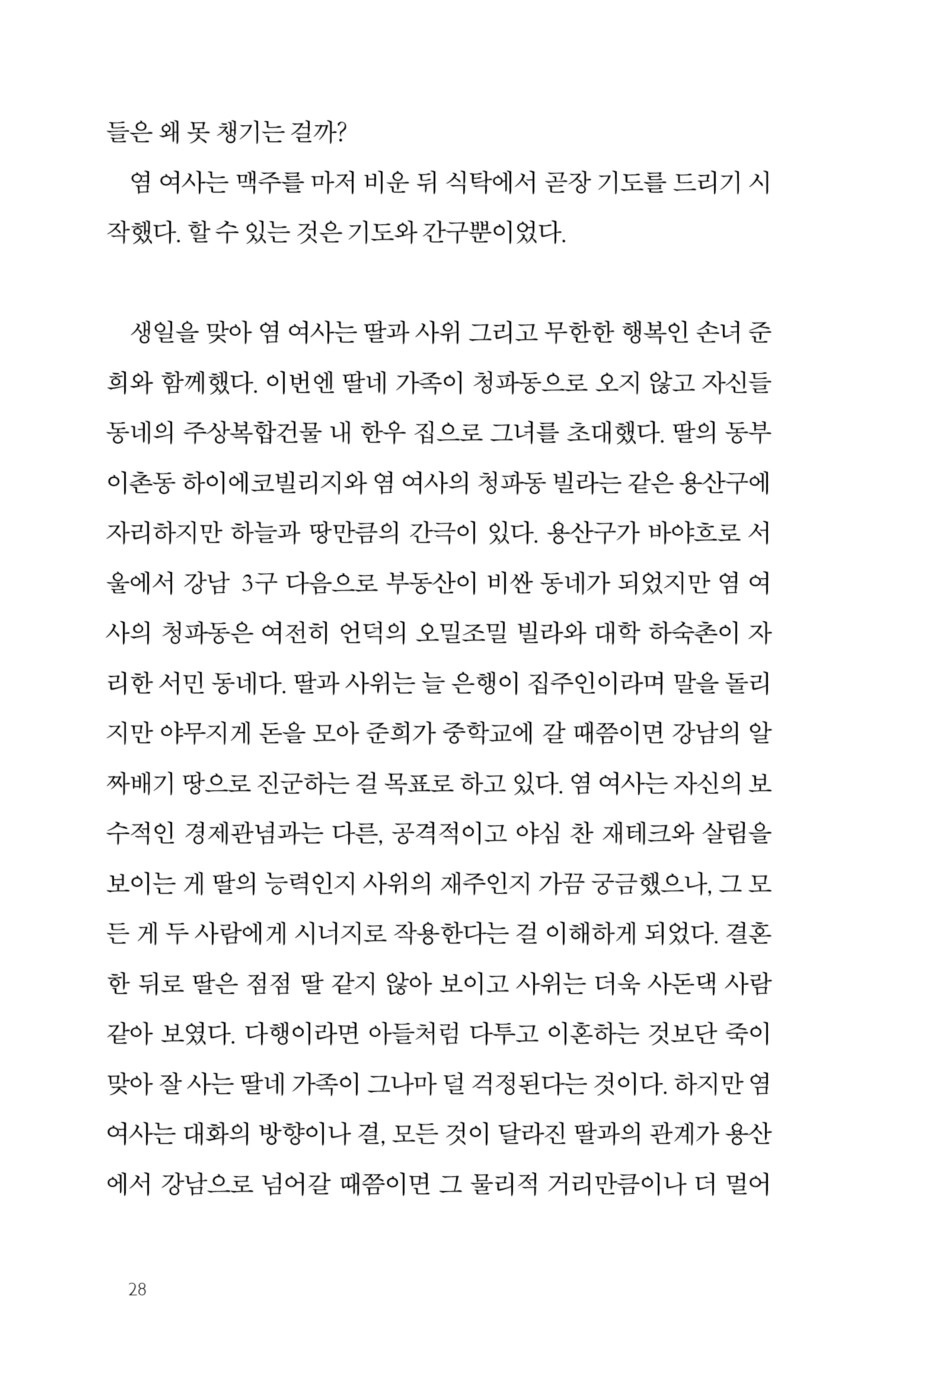 들은 왜 못 챙기는 걸까?
염 여사는 맥주를 마저 비운 뒤 식탁에서 곧장 기도를 드리기 시
작했다. 할 수 있는 것은 기도와 간구뿐이었다.
생일을 맞아 염 여사는 딸과 사위 그리고 무한한 행복인 손녀 준
희와 함께했다. 이번엔 딸네 가족이 청파동으로 오지 않고 자신들
동네의 주상복합건물 내 한우 집으로 그녀를 초대했다. 딸의 동부
이촌동 하이에코빌리지와 염 여사의 청파동 빌라는 같은 용산구에
자리하지만 하늘과 땅만큼의 간극이 있다. 용산구가 바야흐로 서
울에서 강남 3구 다음으로 부동산이 비싼 동네가 되었지만 염 여
사의 청파동은 여전히 언덕의 오밀조밀 빌라와 대학 하숙촌이 자
리한 서민 동네다. 딸과 사위는 늘 은행이 집주인이라며 말을 돌리
지만 야무지게 돈을 모아 준희가 중학교에 갈 때쯤이면 강남의 알
짜배기 땅으로 진군하는 걸 목표로 하고 있다. 염 여사는 자신의 보
수적인 경제관념과는 다른, 공격적이고 야심 찬 재테크와 살림을
보이는 게 딸의 능력인지 사위의 재주인지 가끔 궁금했으나, 그 모
든 게 두 사람에게 시너지로 작용한다는 걸 이해하게 되었다. 결혼
한 뒤로 딸은 점점 딸 같지 않아 보이고 사위는 더욱 사돈댁 사람
같아 보였다. 다행이라면 아들처럼 다투고 이혼하는 것보단 죽이
맞아 잘 사는 딸네 가족이 그나마 덜 걱정된다는 것이다. 하지만 염
여사는 대화의 방향이나 결, 모든 것이 달라진 딸과의 관계가 용산
에서 강남으로 넘어갈 때쯤이면 그 물리적 거리만큼이나 더 멀어
28